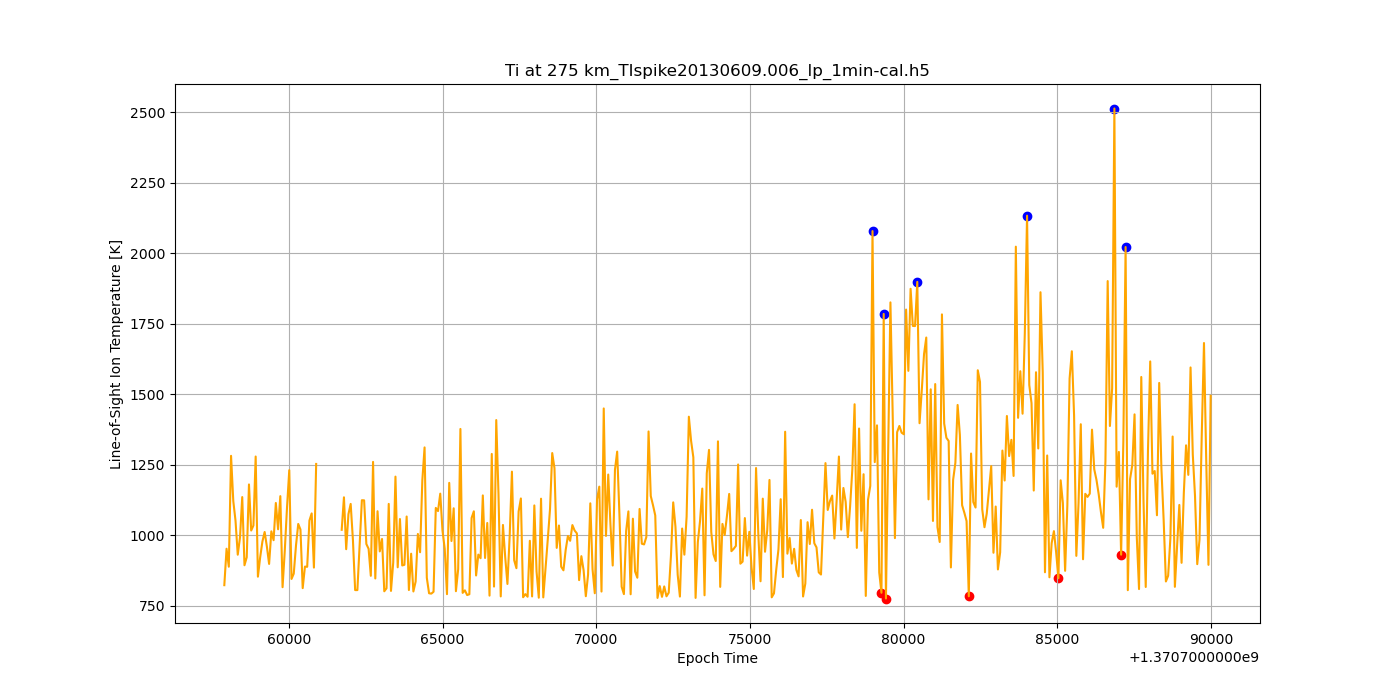 Ti at 275 km_TIspike20130609.006_lp_1min-cal.h5
Line-of-Sight Ion Temperature [K]
2500
2250
2000
1750
1500
1250
1000
750
60000 65000 70000 75000 80000 85000 90000
Epoch Time
+1.3707000000e9